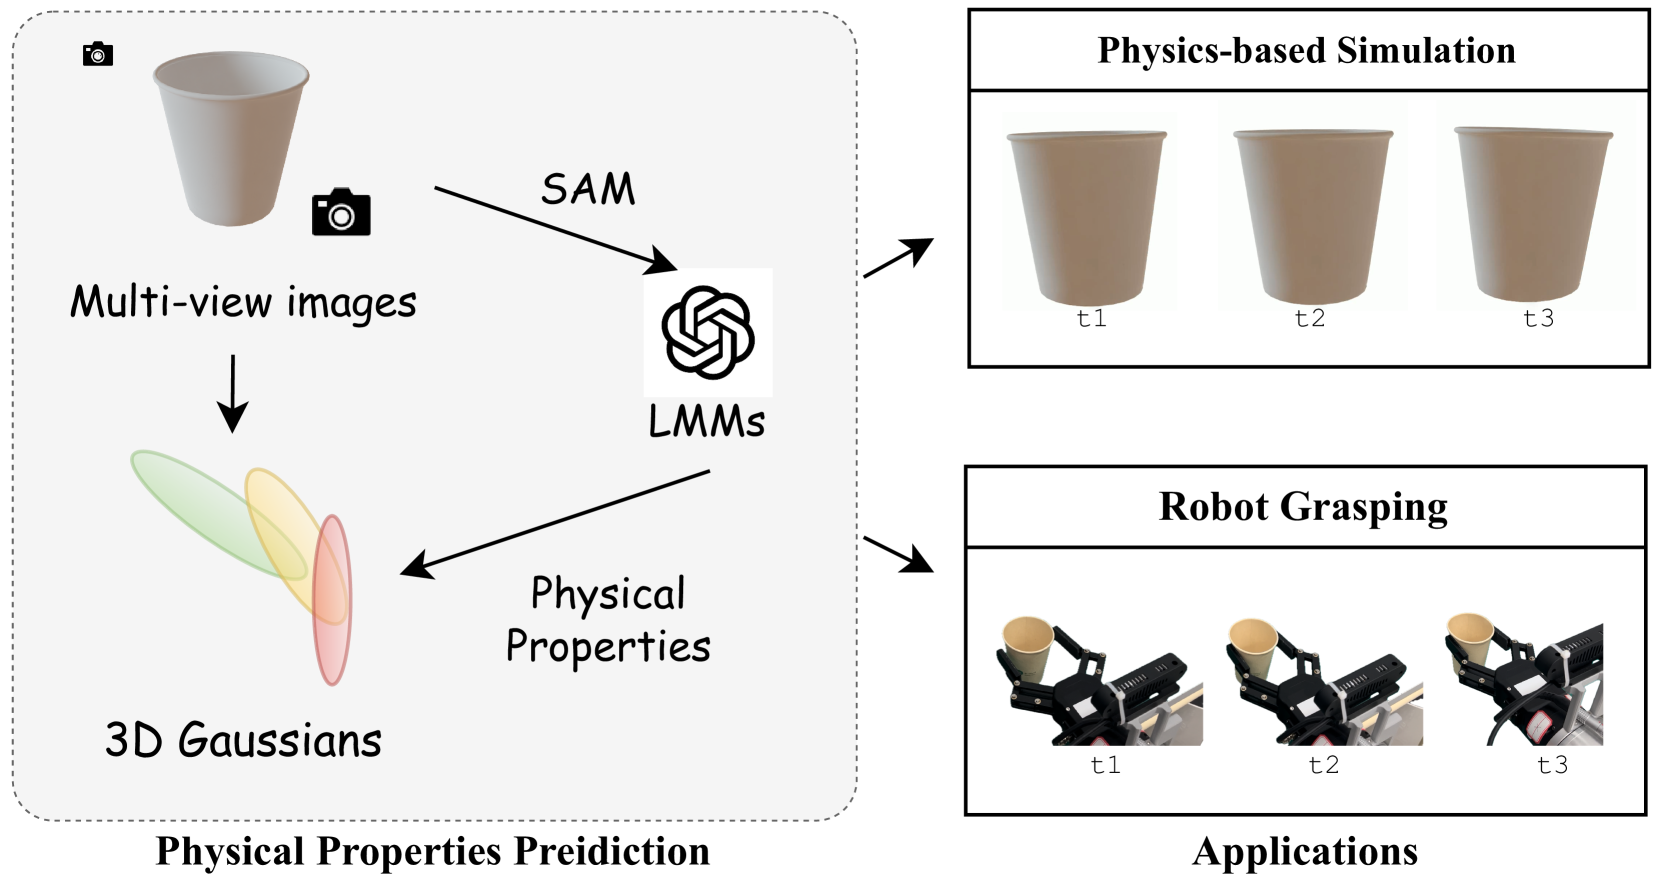 SAM
Multi-view images
LMMs
Physical
Properties
3D Gaussians
Physical Properties Preidiction
Physics-based Simulation
t1
t2
t3
Robot Grasping
t1
t2
t3
Applications